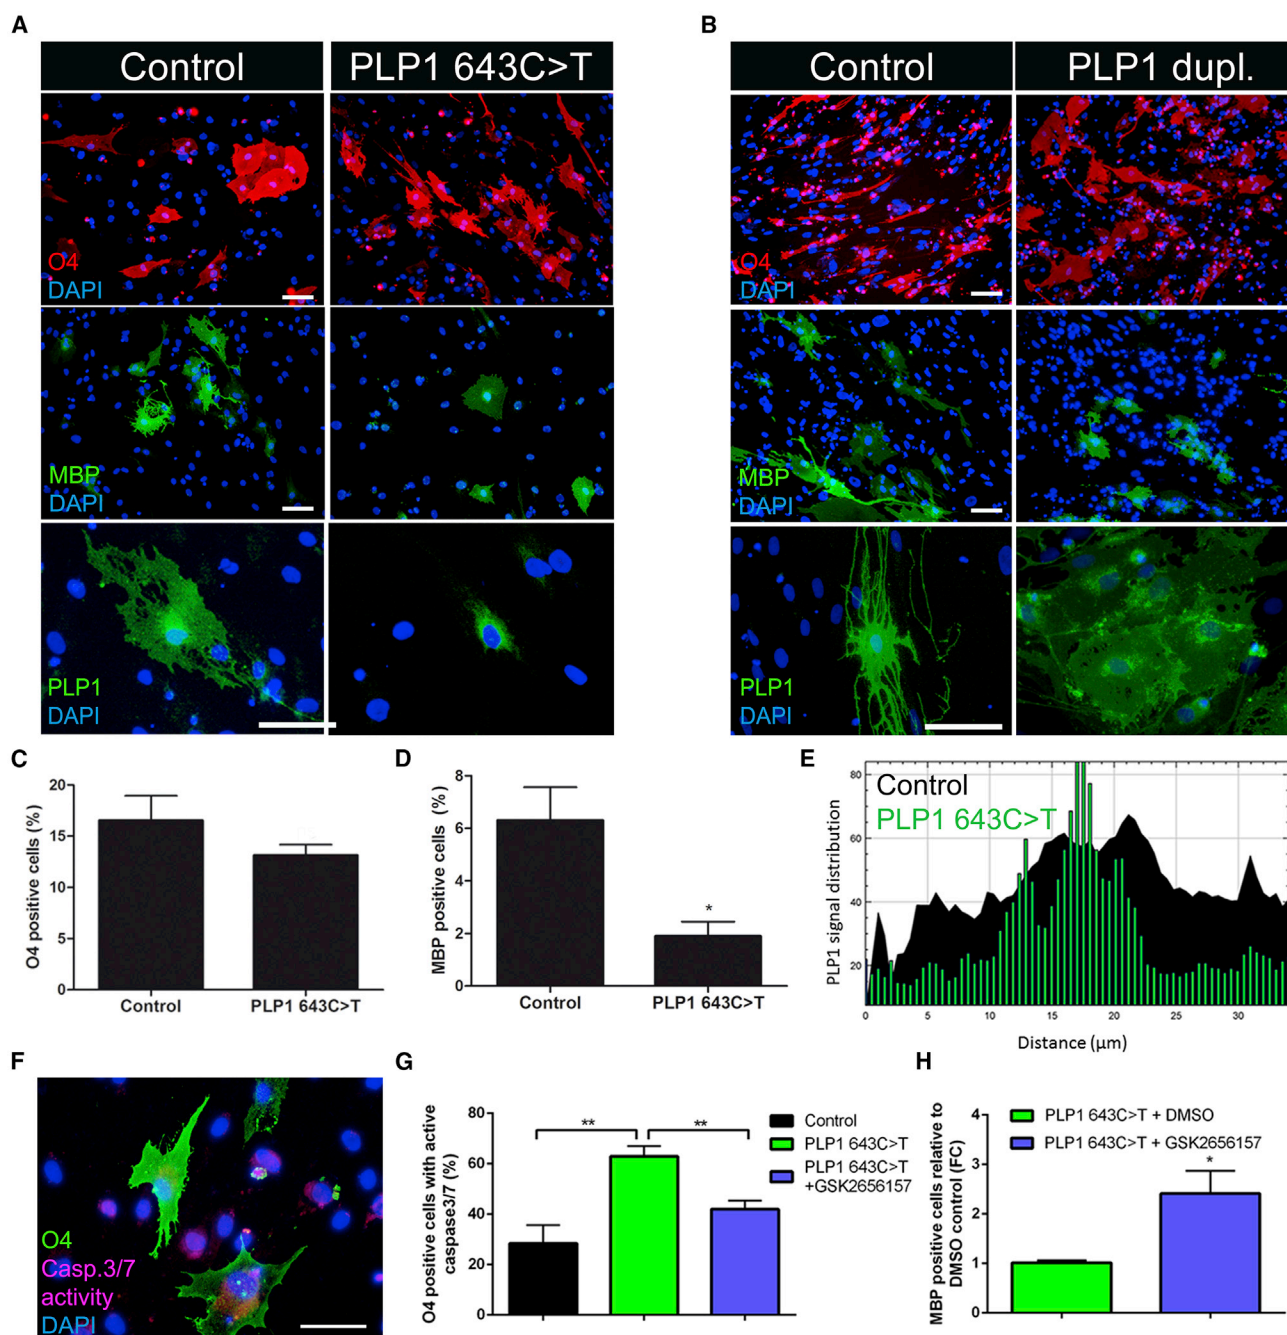 A
Control
PLP1 643C>T
O4
DAPI
MBP
DAPI
PLP1
DAPI
B
Control
PLP1 dupl.
O4
DAPI
MBP
DAPI
PLP1
DAPI
C
O4 positive cells (%)
20
15
10
5
0
Control
PLP1 643C>T
D
MBP positive cells (%)
8
6
4
2
0
*
Control
PLP1 643C>T
E
Control
PLP1 643C>T
PLP1 signal distribution
80
60
40
20
0
5
10
15
20
25
30
Distance (µm)
F
O4
Casp.3/7
activity
DAPI
G
O4 positive cells with active
caspase3/7 (%)
80
60
40
20
0
**
**
Control
PLP1 643C>T
PLP1 643C>T
+GSK2656157
H
MBP positive cells relative to
DMSO control (FC)
4
3
2
1
0
PLP1 643C>T + DMSO
PLP1 643C>T + GSK2656157
*